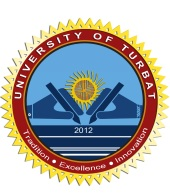 UNIVERSITY OF TURBAT
2012
Tradition • Excellence • Innovation